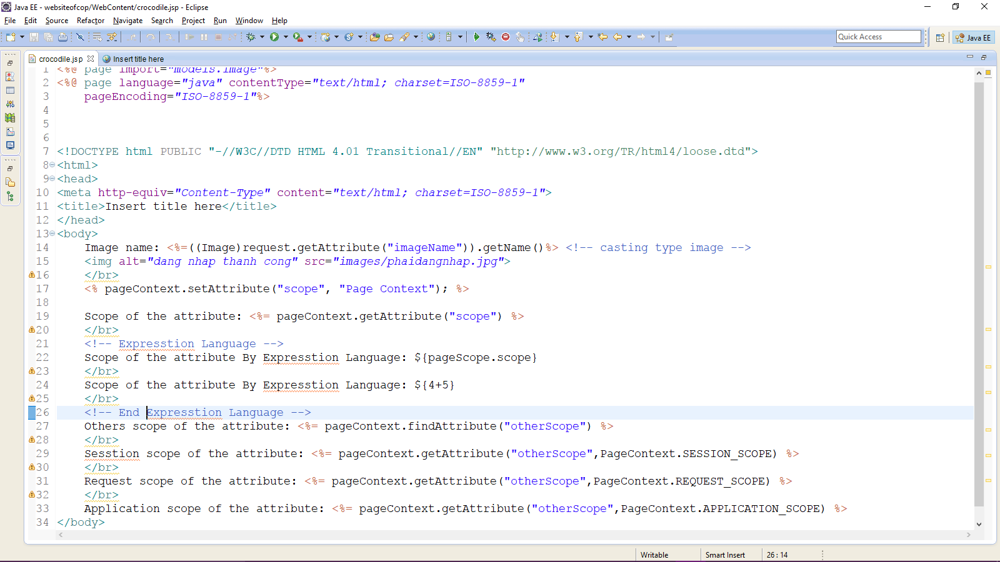 Java EE - websiteofcop/WebContent/crocodile.jsp - Eclipse
File Edit Source Refactor Navigate Search Project Run Window Help
Quick Access
Java EE
crocodile.jsp
Insert title here
1 <%@ page import="models.Image"%>
2 <%@ page language="java" contentType="text/html; charset=ISO-8859-1"
3 pageEncoding="ISO-8859-1"%>
4
5
6
7 <!DOCTYPE html PUBLIC "-//W3C//DTD HTML 4.01 Transitional//EN" "http://www.w3.org/TR/html4/loose.dtd">
8 <html>
9 <head>
10 <meta http-equiv="Content-Type" content="text/html; charset=ISO-8859-1">
11 <title>Insert title here</title>
12 </head>
13 <body>
14 Image name: <%=((Image)request.getAttribute("imageName")).getName()%> <!-- casting type image -->
15 <img alt="dang nhap thanh cong" src="images/phaidangnhap.jpg">
16 </br>
17 <% pageContext.setAttribute("scope", "Page Context"); %>
18
19 Scope of the attribute: <%= pageContext.getAttribute("scope") %>
20 </br>
21 <!-- Expresstion Language -->
22 Scope of the attribute By Expresstion Language: ${pageScope.scope}
23 </br>
24 Scope of the attribute By Expresstion Language: ${4+5}
25 </br>
26 <!-- End Expresstion Language -->
27 Others scope of the attribute: <%= pageContext.findAttribute("otherScope") %>
28 </br>
29 Sesstion scope of the attribute: <%= pageContext.getAttribute("otherScope",PageContext.SESSION_SCOPE) %>
30 </br>
31 Request scope of the attribute: <%= pageContext.getAttribute("otherScope",PageContext.REQUEST_SCOPE) %>
32 </br>
33 Application scope of the attribute: <%= pageContext.getAttribute("otherScope",PageContext.APPLICATION_SCOPE) %>
34 </body>
Writable
Smart Insert
26 : 14